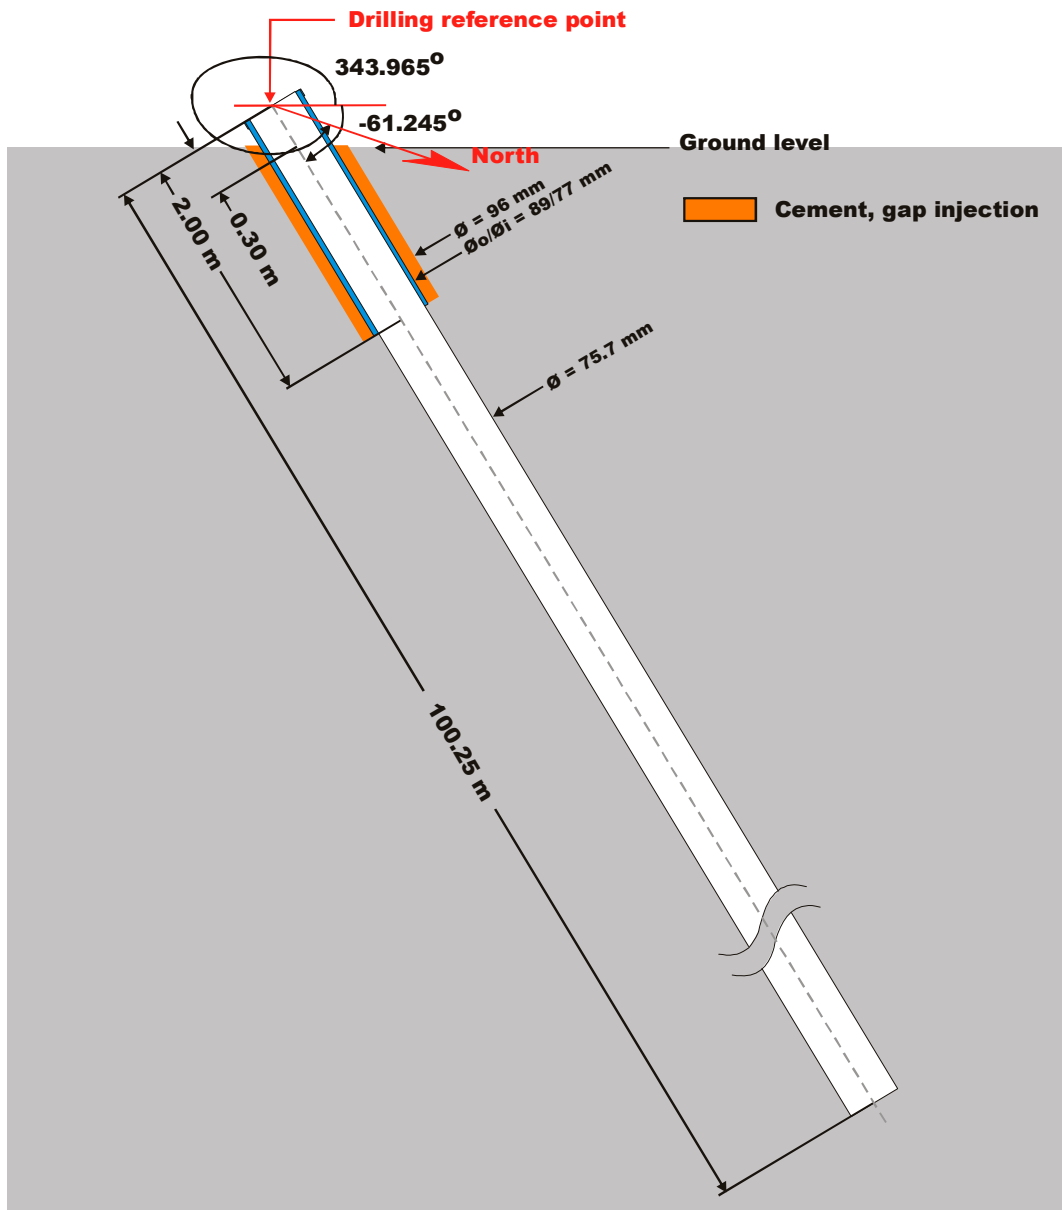 Drilling reference point
343.965°
-61.245°
Ground level
North
Ø = 96 mm
Øo/Øi = 89/77 mm
Cement, gap injection
2.00 m
0.30 m
Ø = 75.7 mm
100.25 m